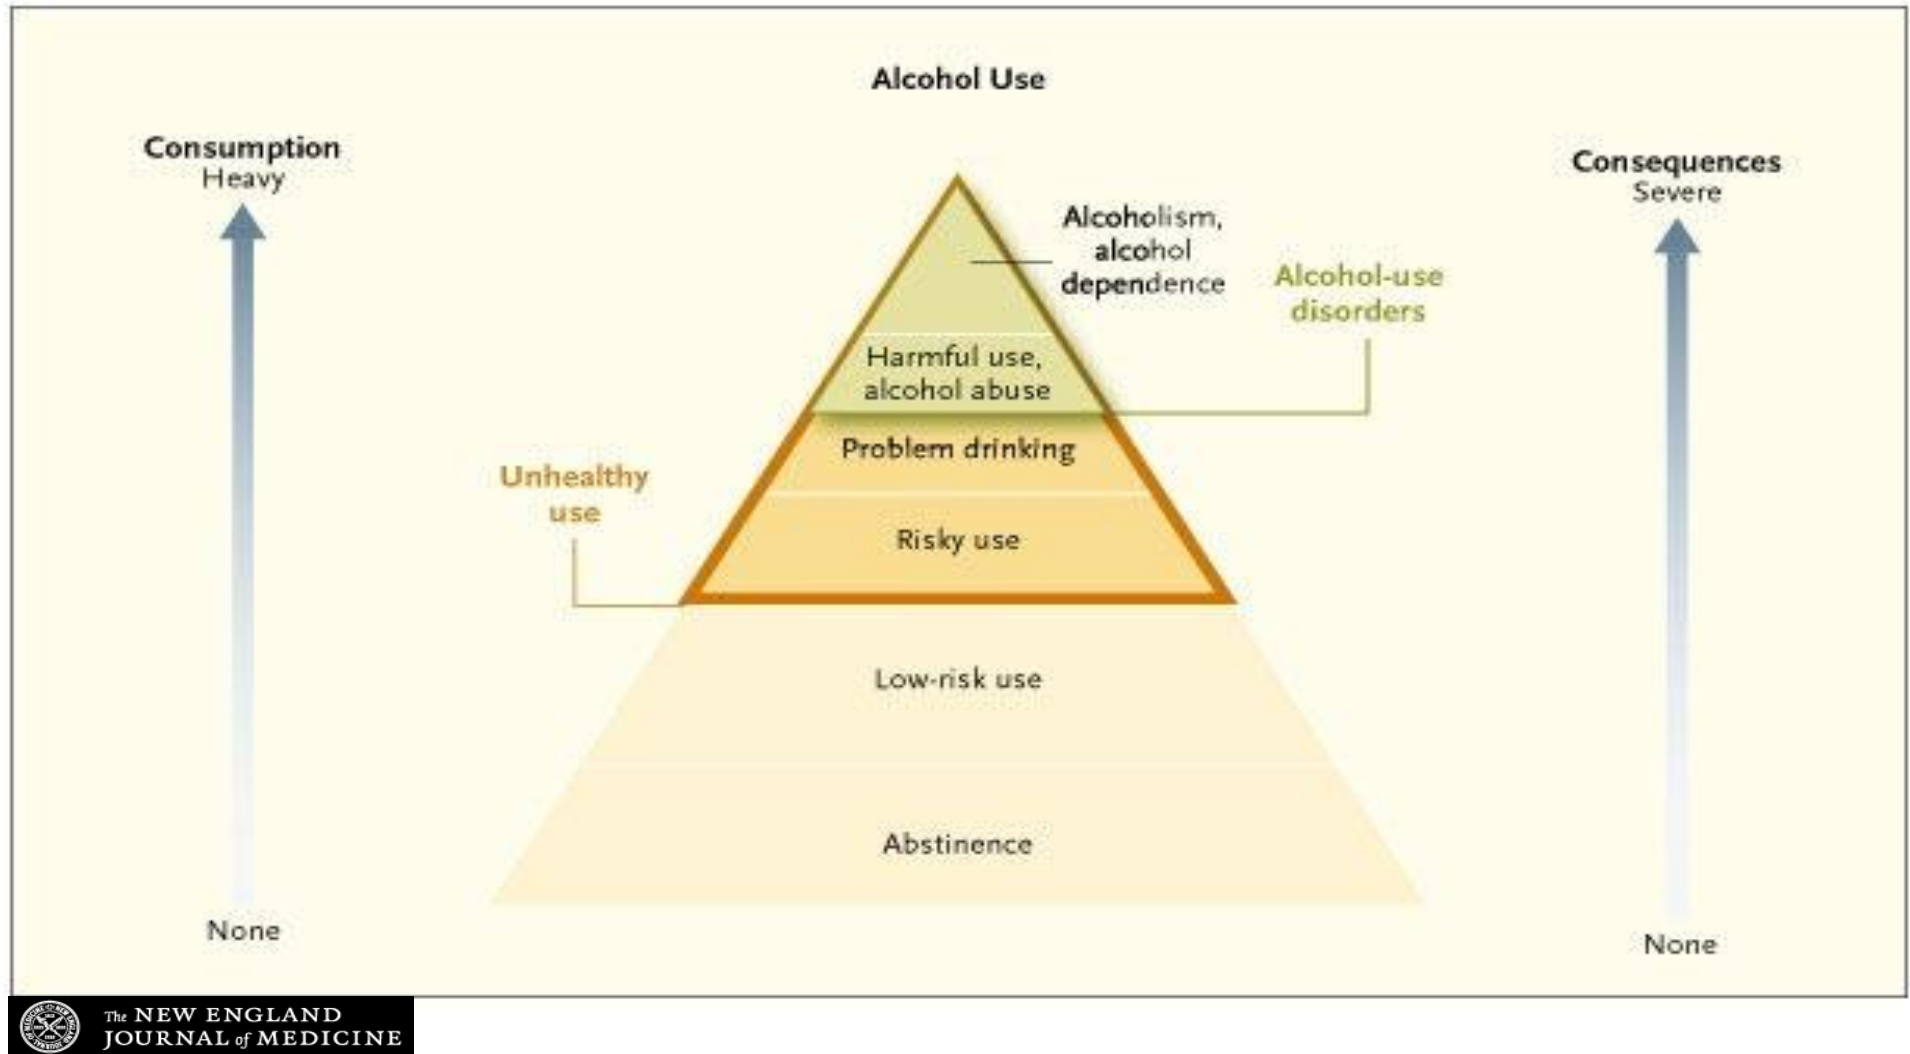 Alcohol Use
Consumption
Heavy
Consequences
Severe
Alcoholism,
alcohol
dependence
Alcohol-use
disorders
Harmful use,
alcohol abuse
Problem drinking
Unhealthy
use
Risky use
Low-risk use
Abstinence
None
None
The NEW ENGLAND
JOURNAL of MEDICINE